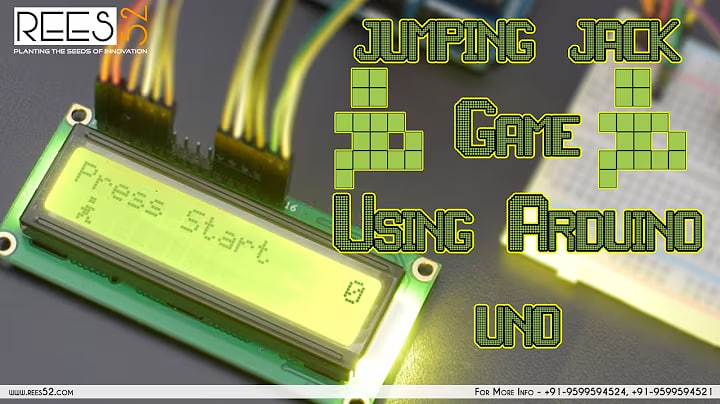 REES52
PLANTING THE SEEDS OF INNOVATION
JUMPING JACK
GAME
USING ARDUINO
UNO
Press Start
0
16
www.rees52.com
For More Info - +91-9599594524, +91-9599594521